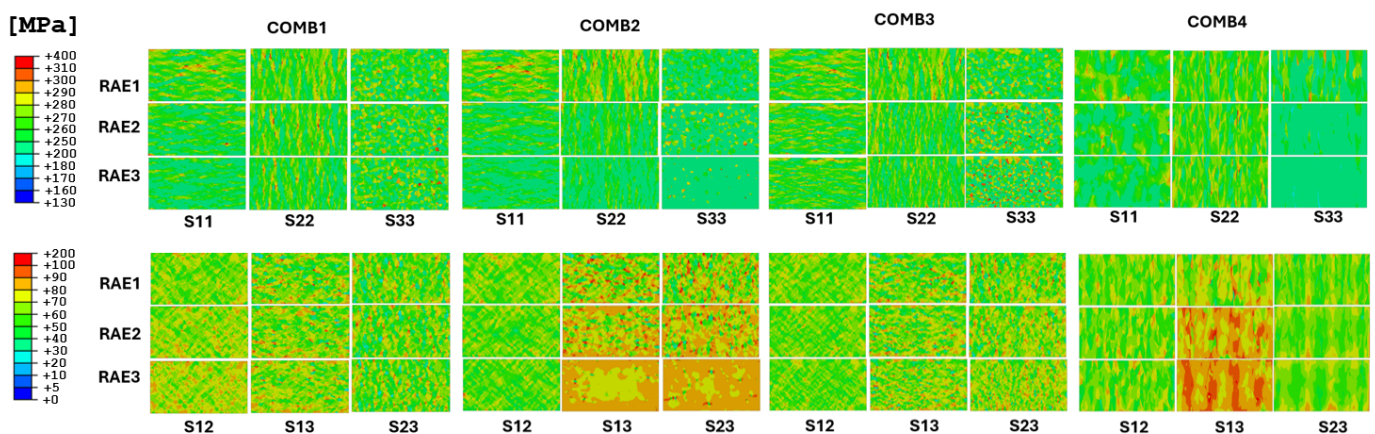 [MPa]
COMB1 COMB2 COMB3 COMB4
+400
+310
+300
+290
+280
+270
+260
+250
+200
+180
+170
+160
+130
RAE1
RAE2
RAE3
S11 S22 S33 S11 S22 S33 S11 S22 S33 S11 S22 S33
+200
+100
+90
+80
+70
+60
+50
+40
+30
+20
+10
+5
+0
RAE1
RAE2
RAE3
S12 S13 S23 S12 S13 S23 S12 S13 S23 S12 S13 S23